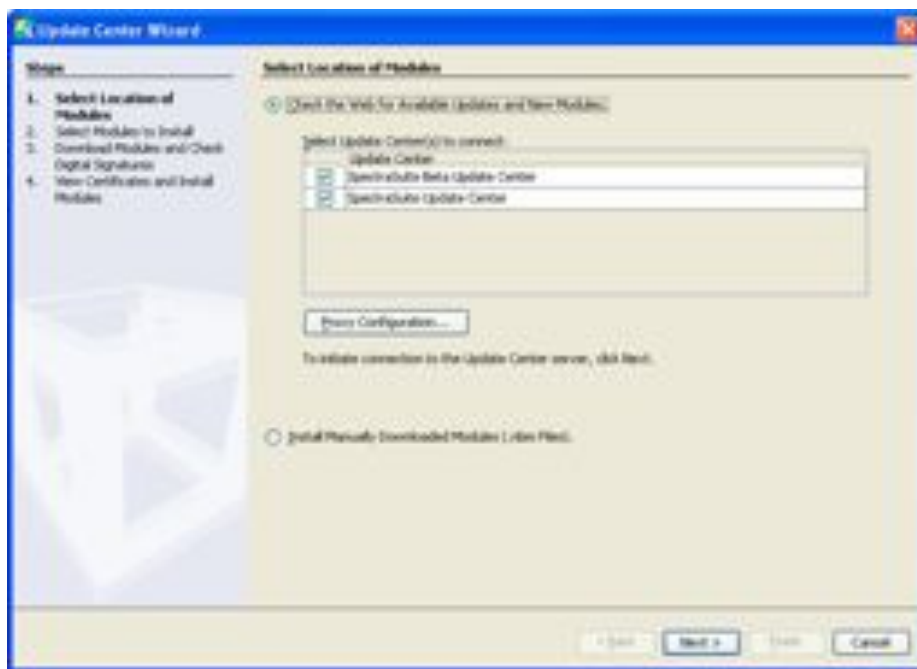 Update Center Wizard
Steps
Select Location of Modules
1. Select Location of
Modules
2. Select Modules to Install
3. Download Modules and Check
Digital Signatures
4. View Certificates and Install
Modules
Check the Web for Available Updates and New Modules.
Select Update Center(s) to connect:
Update Center
SpectraSuite Beta Update Center
SpectraSuite Update Center
Proxy Configuration...
To initiate connection to the Update Center server, click Next.
Install Manually Downloaded Modules (.nbm Files).
< Back
Next >
Finish
Cancel